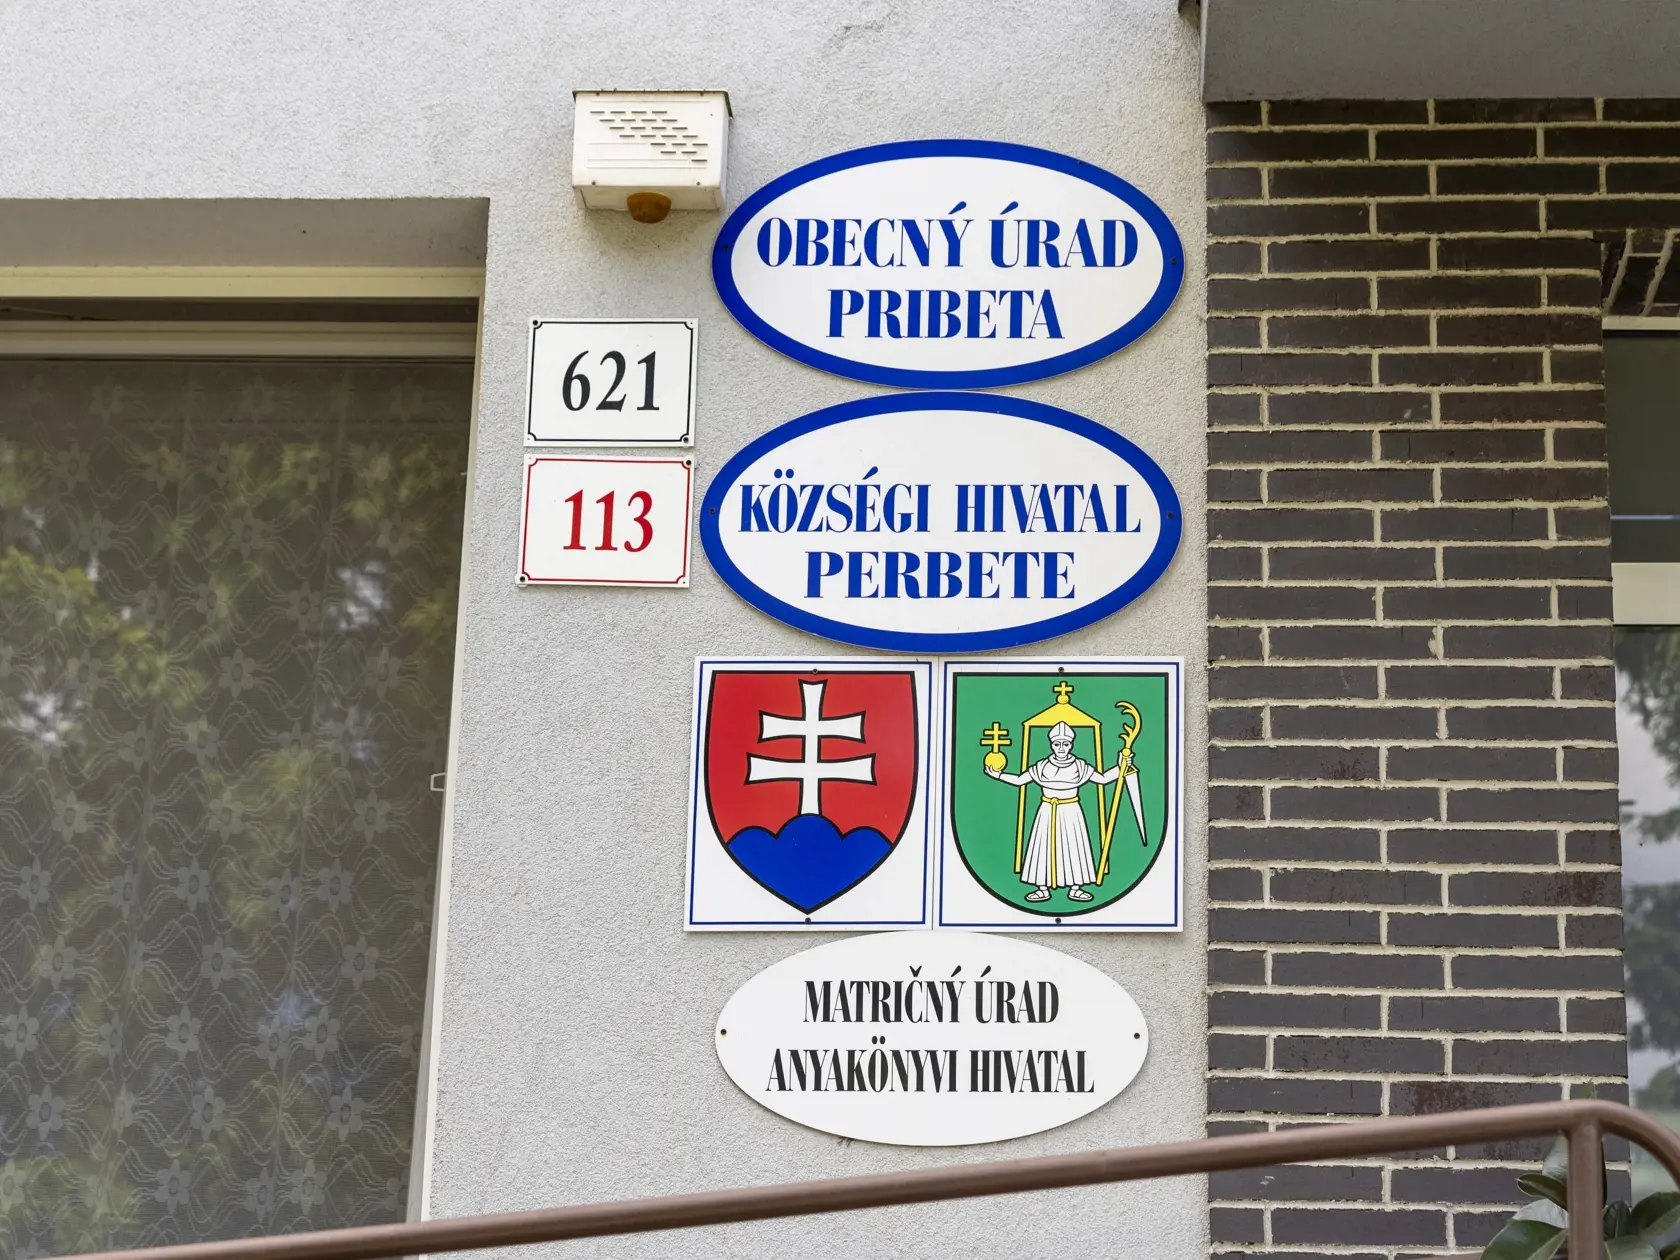 OBECNÝ ÚRAD
PRIBETA
621
113
KÖZSÉGI HIVATAL
PERBETE
MATRIČNÝ ÚRAD
ANYAKÖNYVI HIVATAL